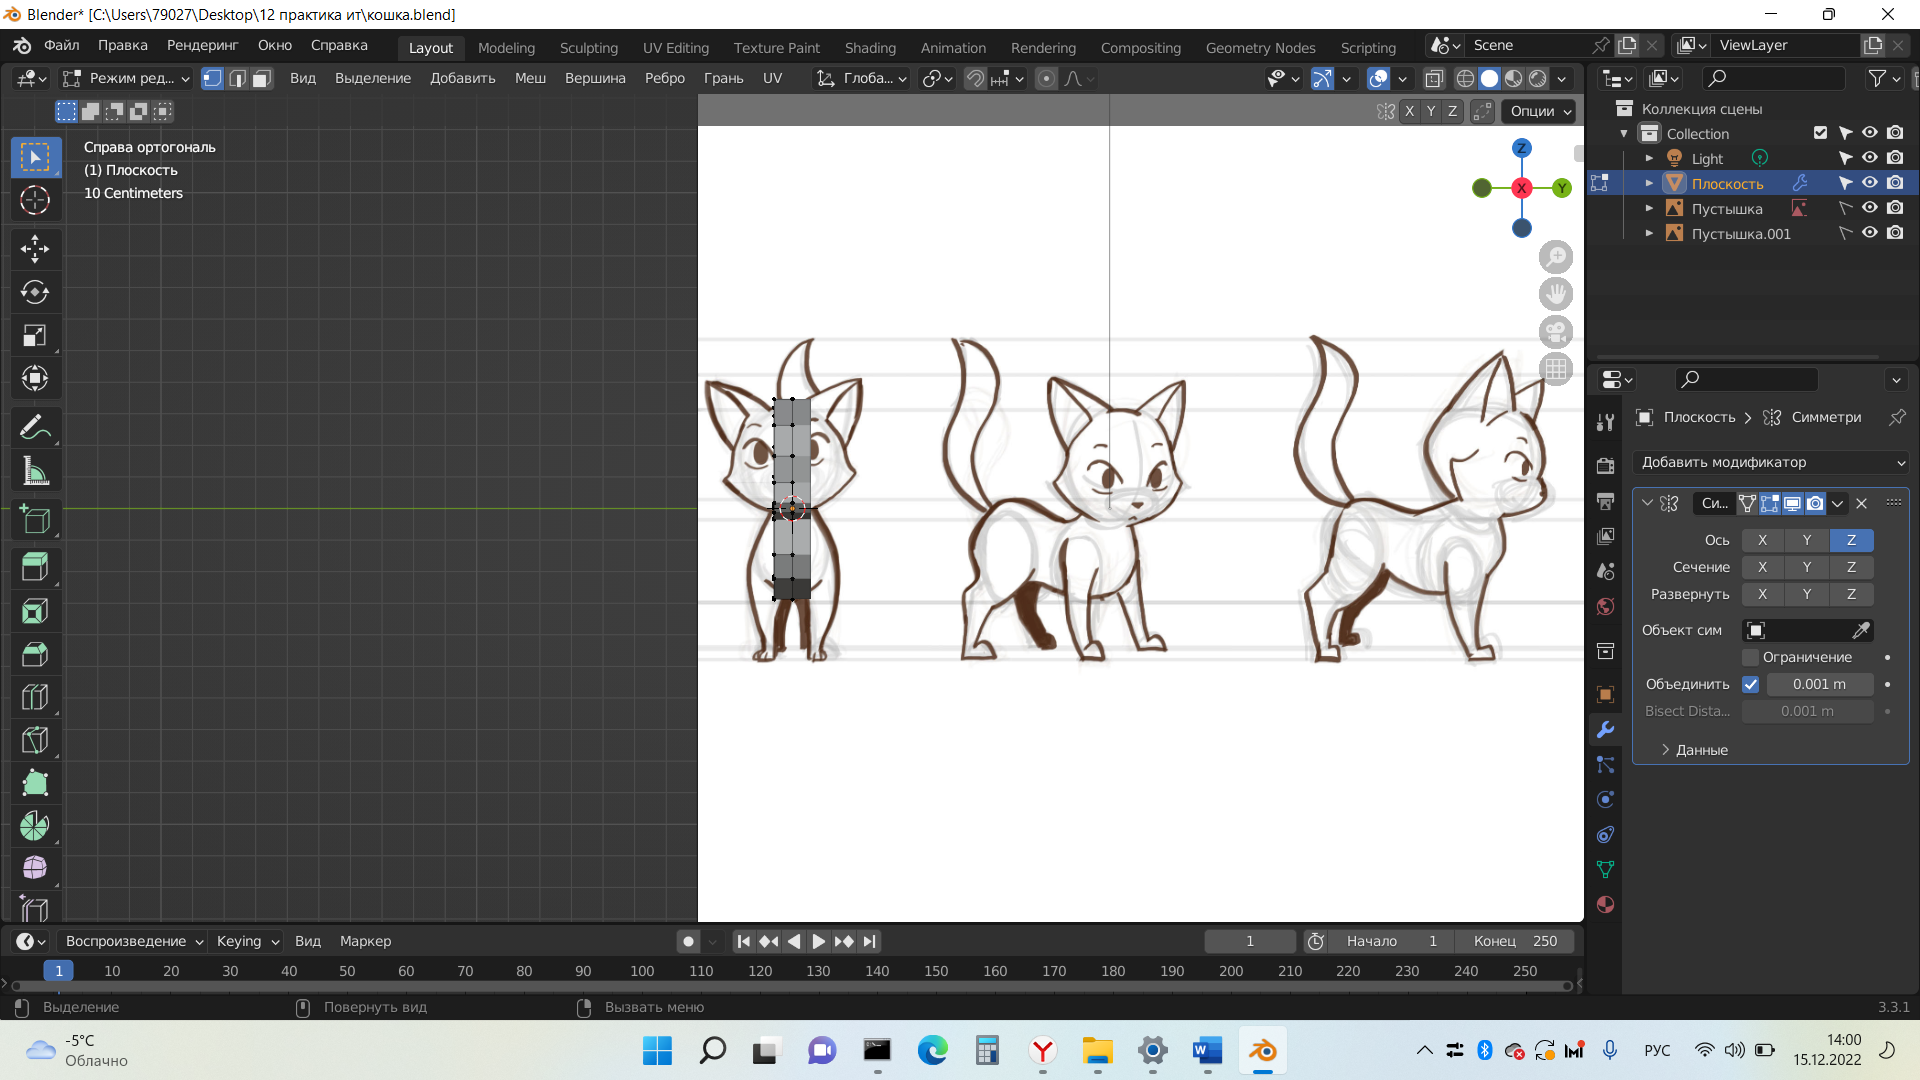 Blender* [C:\Users\79027\Desktop\12 практика ит\кошка.blend]
Файл Правка Рендеринг Окно Справка Layout Modeling Sculpting UV Editing Texture Paint Shading Animation Rendering Compositing Geometry Nodes Scripting Scene ViewLayer
Режим ред... Вид Выделение Добавить Меш Вершина Ребро Грань UV Глоба...
X Y Z Опции
Справа ортогональ
(1) Плоскость
10 Centimeters
Z
X
Y
Коллекция сцены
Collection
Light
Плоскость
Пустышка
Пустышка.001
Плоскость Симметри
Добавить модификатор
Си...
Ось X Y Z
Сечение X Y Z
Развернуть X Y Z
Объект сим
Ограничение
Объединить 0.001 m
Bisect Dista... 0.001 m
Данные
Воспроизведение Keying Вид Маркер 1 Начало 1 Конец 250
1 10 20 30 40 50 60 70 80 90 100 110 120 130 140 150 160 170 180 190 200 210 220 230 240 250
Выделение Повернуть вид Вызвать меню 3.3.1
-5°C
Облачно
РУС
14:00
15.12.2022